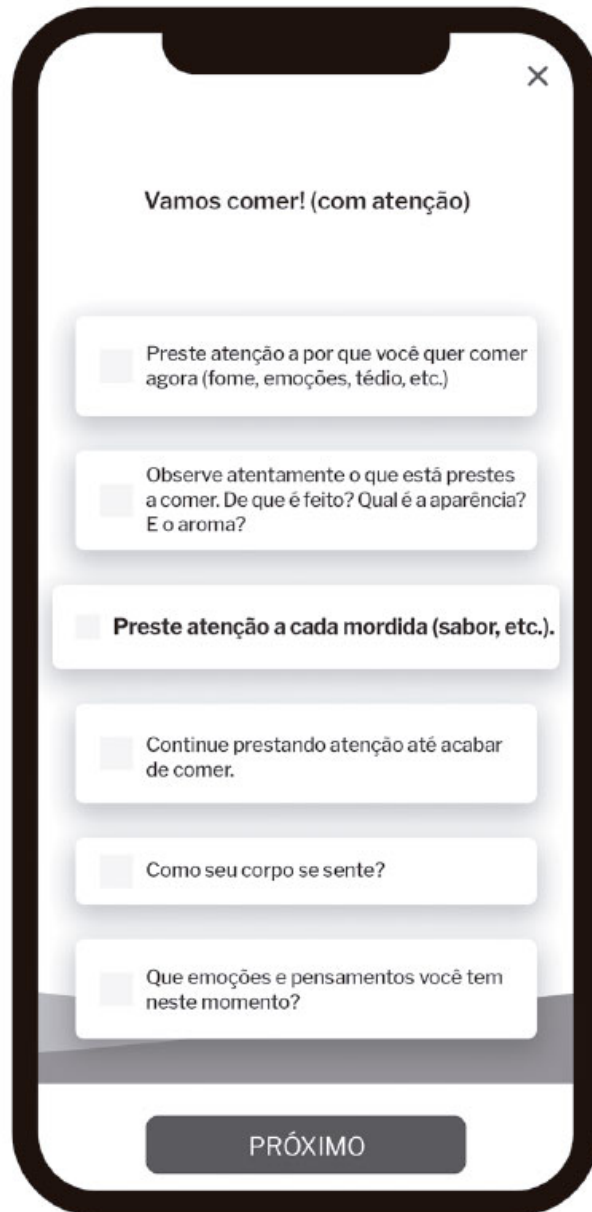 Vamos comer! (com atenção)
Preste atenção a por que você quer comer
agora (fome, emoções, tédio, etc.)
Observe atentamente o que está prestes
a comer. De que é feito? Qual é a aparência?
E o aroma?
Preste atenção a cada mordida (sabor, etc.).
Continue prestando atenção até acabar
de comer.
Como seu corpo se sente?
Que emoções e pensamentos você tem
neste momento?
PRÓXIMO